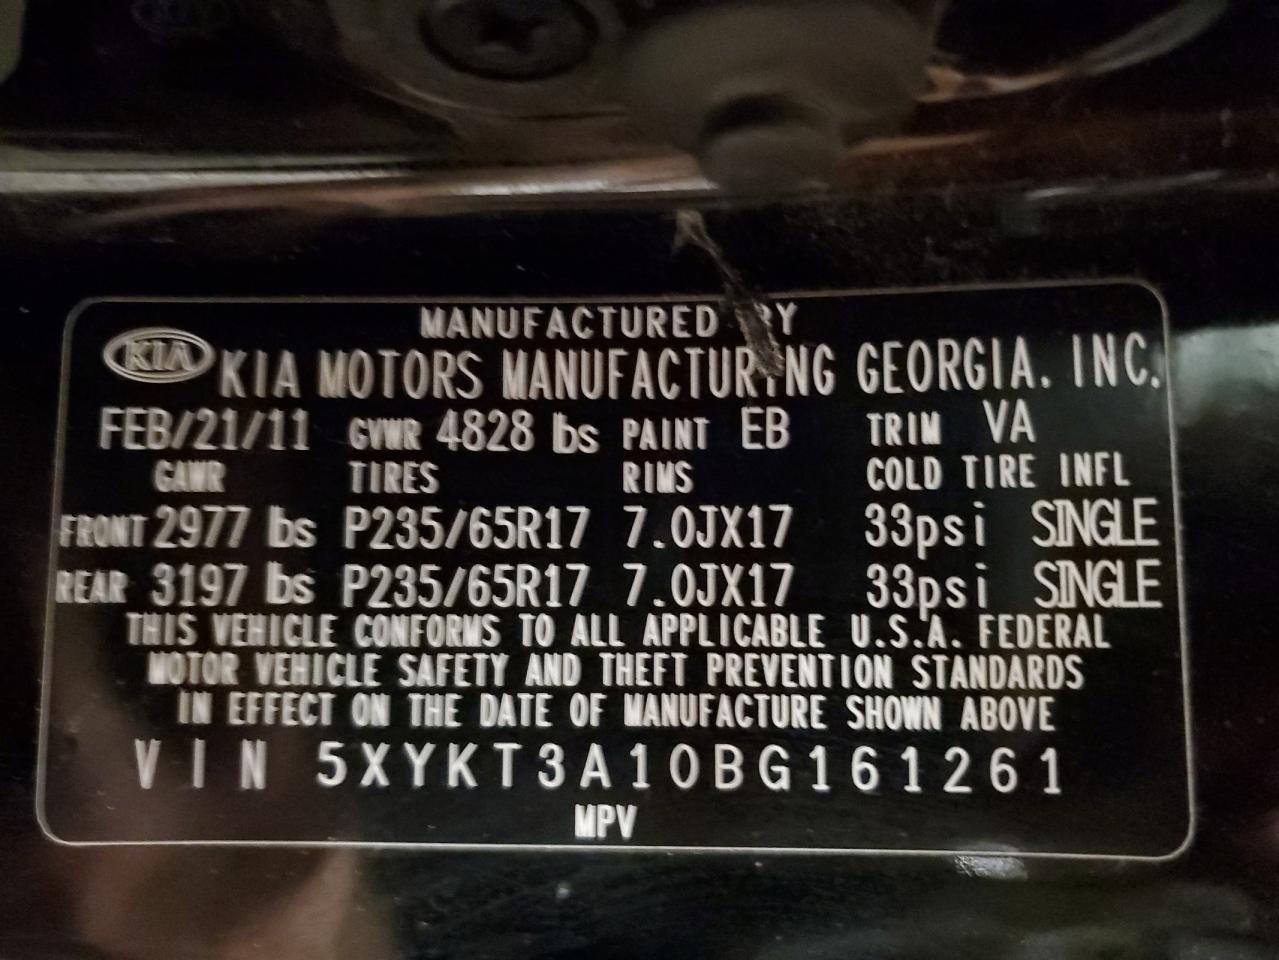 MANUFACTURED BY
KIA KIA MOTORS MANUFACTURING GEORGIA. INC.
FEB/21/11 GVWR 4828 lbs PAINT EB TRIM VA
GAWR TIRES RIMS COLD TIRE INFL
FRONT 2977 lbs P235/65R17 7.0JX17 33psi SINGLE
REAR 3197 lbs P235/65R17 7.0JX17 33psi SINGLE
THIS VEHICLE CONFORMS TO ALL APPLICABLE U.S.A. FEDERAL
MOTOR VEHICLE SAFETY AND THEFT PREVENTION STANDARDS
IN EFFECT ON THE DATE OF MANUFACTURE SHOWN ABOVE
VIN 5XYKT3A10BG161261
MPV